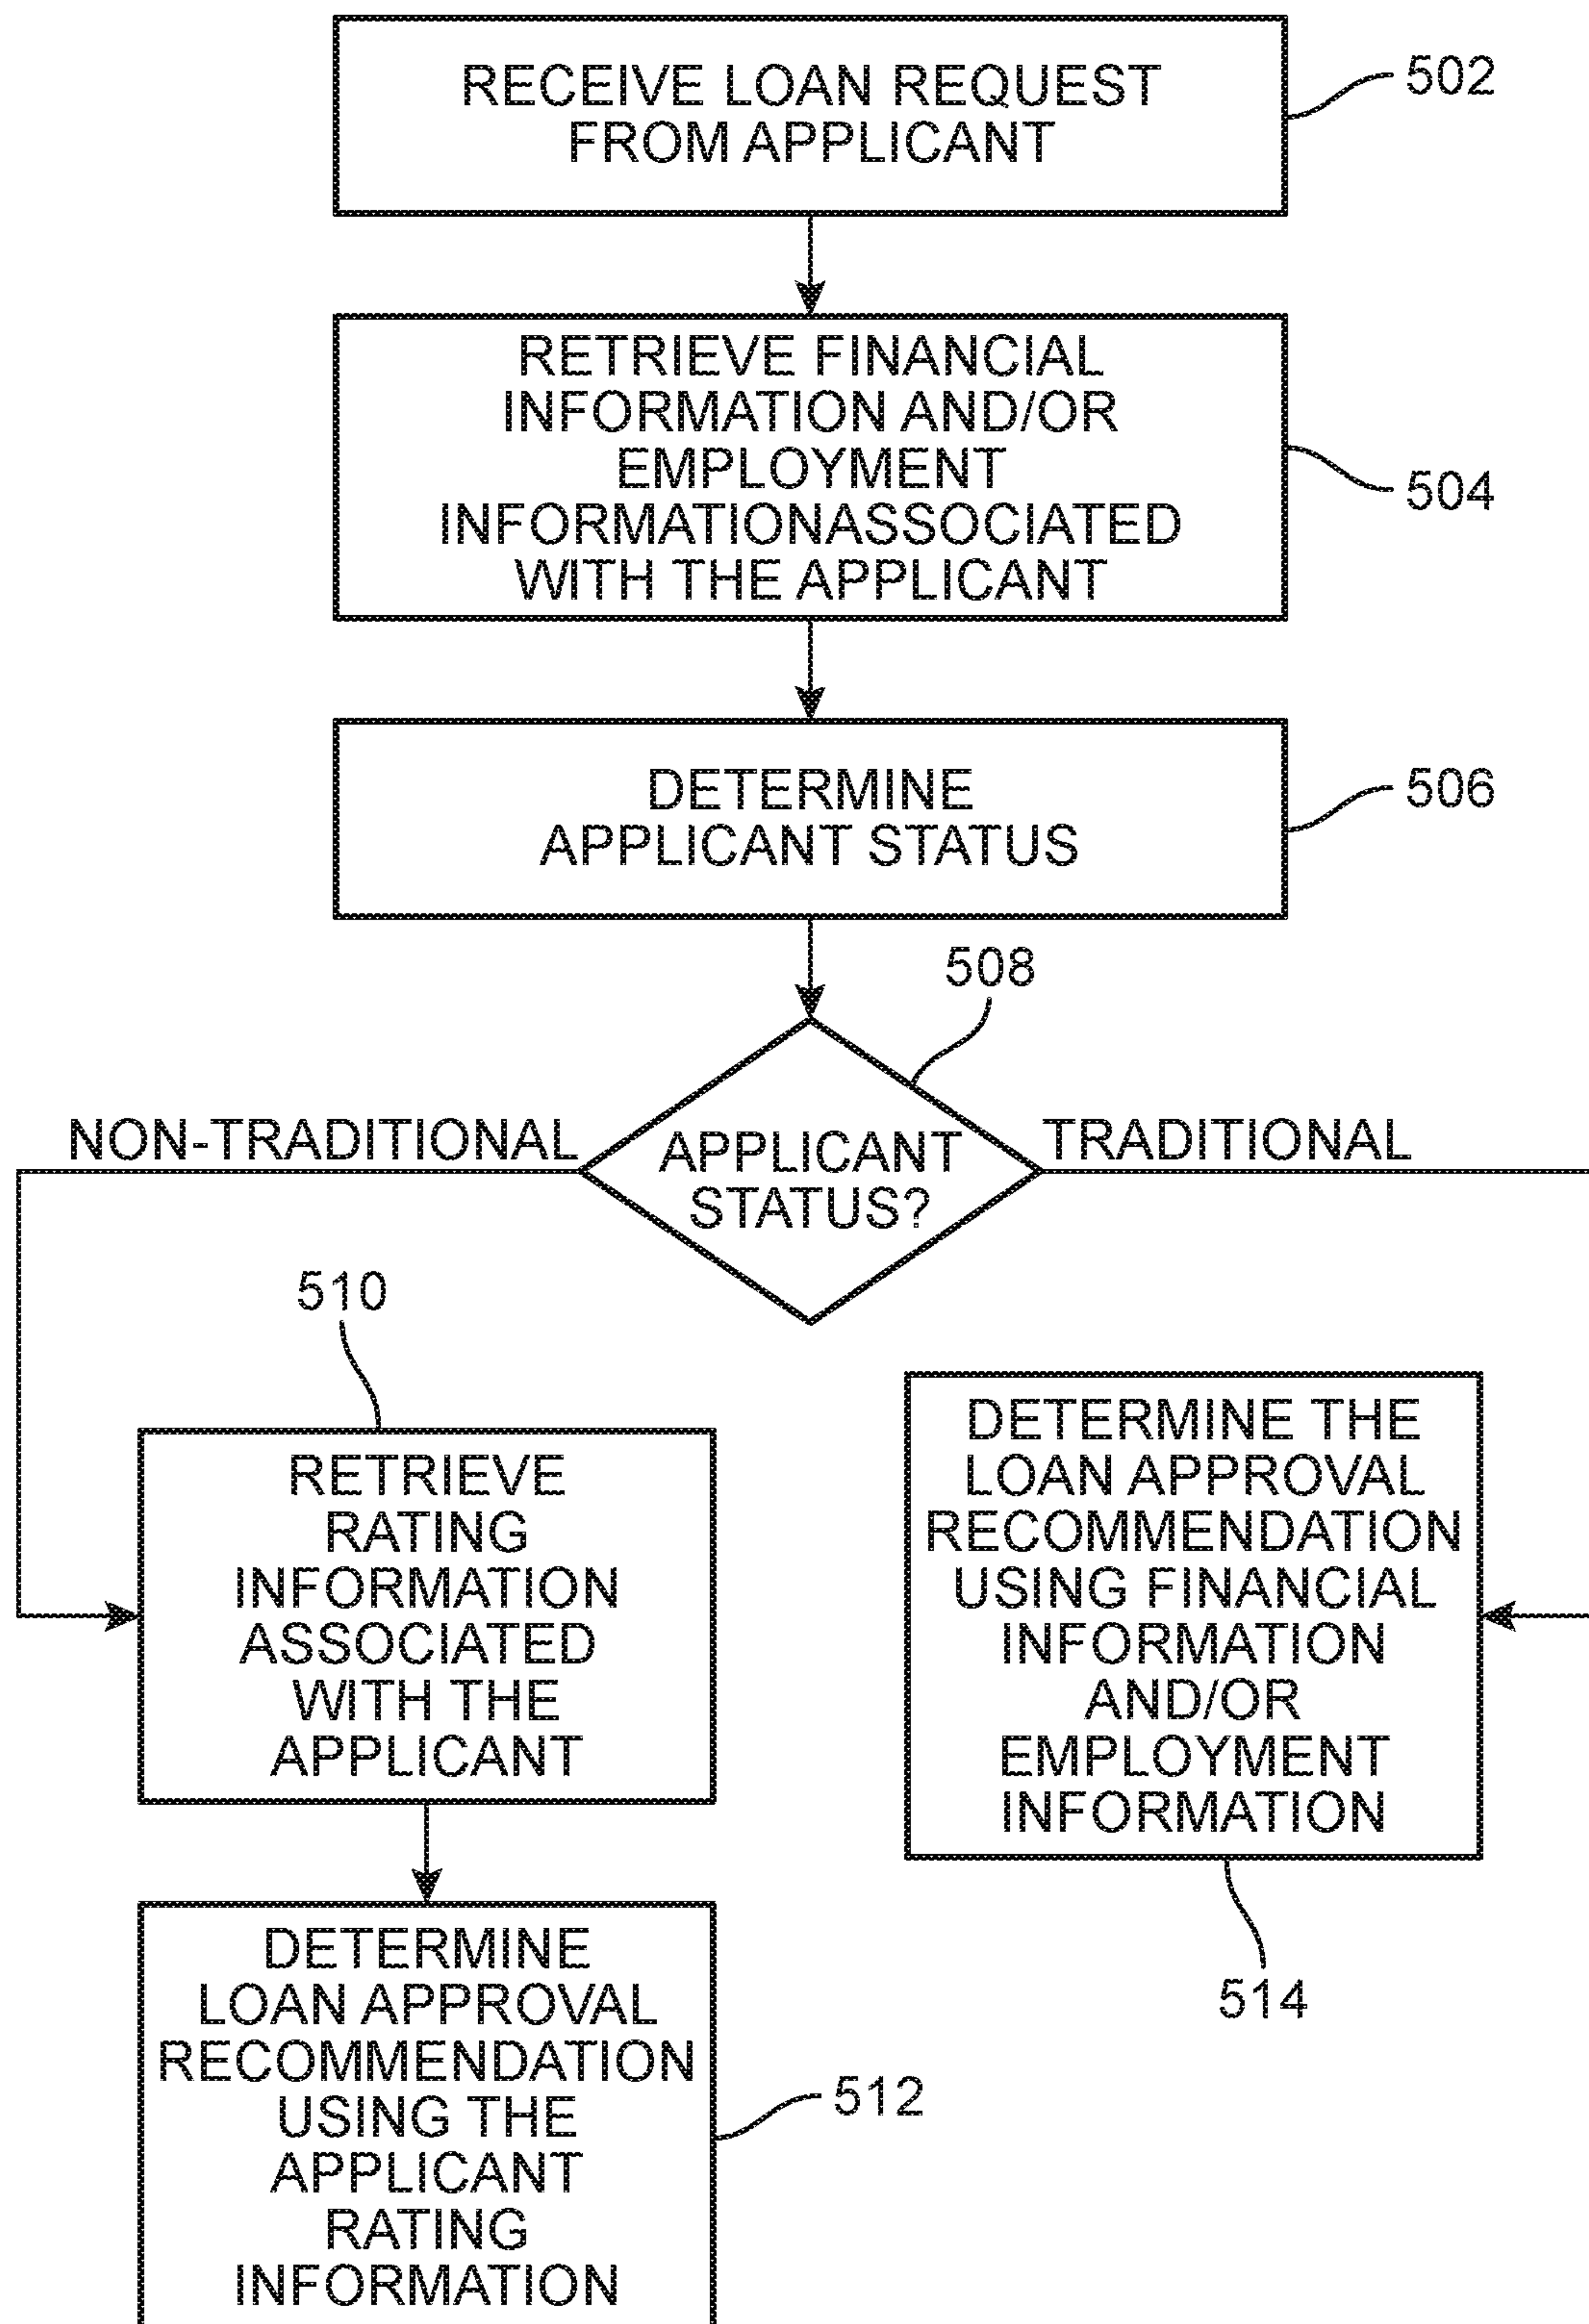 RECEIVE LOAN REQUEST
FROM APPLICANT
502
RETRIEVE FINANCIAL
INFORMATION AND/OR
EMPLOYMENT
INFORMATIONASSOCIATED
WITH THE APPLICANT
504
DETERMINE
APPLICANT STATUS
506
508
NON-TRADITIONAL
APPLICANT
STATUS?
TRADITIONAL
510
RETRIEVE
RATING
INFORMATION
ASSOCIATED
WITH THE
APPLICANT
DETERMINE THE
LOAN APPROVAL
RECOMMENDATION
USING FINANCIAL
INFORMATION
AND/OR
EMPLOYMENT
INFORMATION
514
DETERMINE
LOAN APPROVAL
RECOMMENDATION
USING THE
APPLICANT
RATING
INFORMATION
512